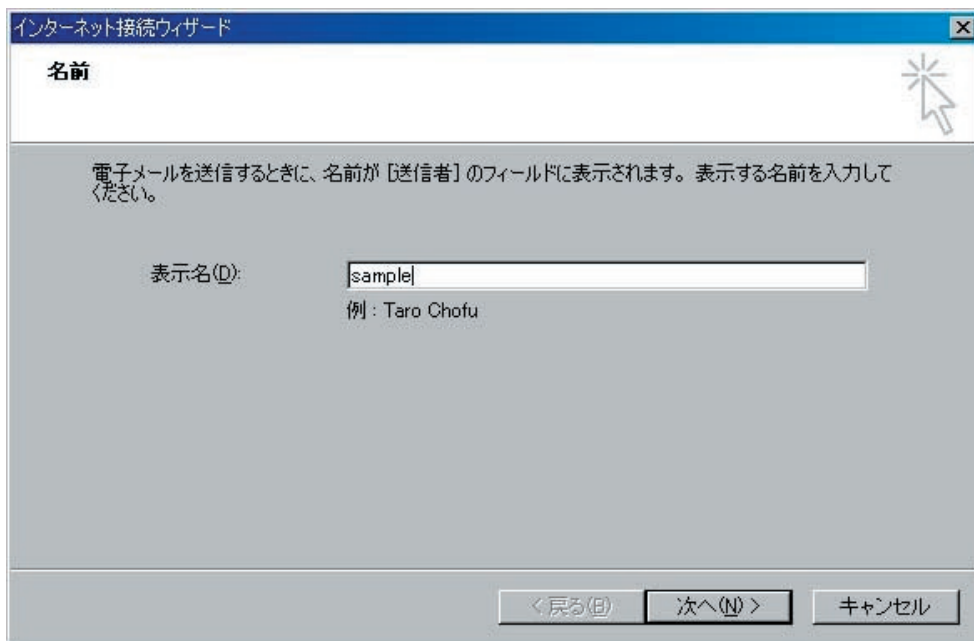 インターネット接続ウィザード
名前
電子メールを送信するときに、名前が [送信者] のフィールドに表示されます。表示する名前を入力して
ください。
表示名(D):
sample
例 : Taro Chofu
< 戻る(B)
次へ(N) >
キャンセル